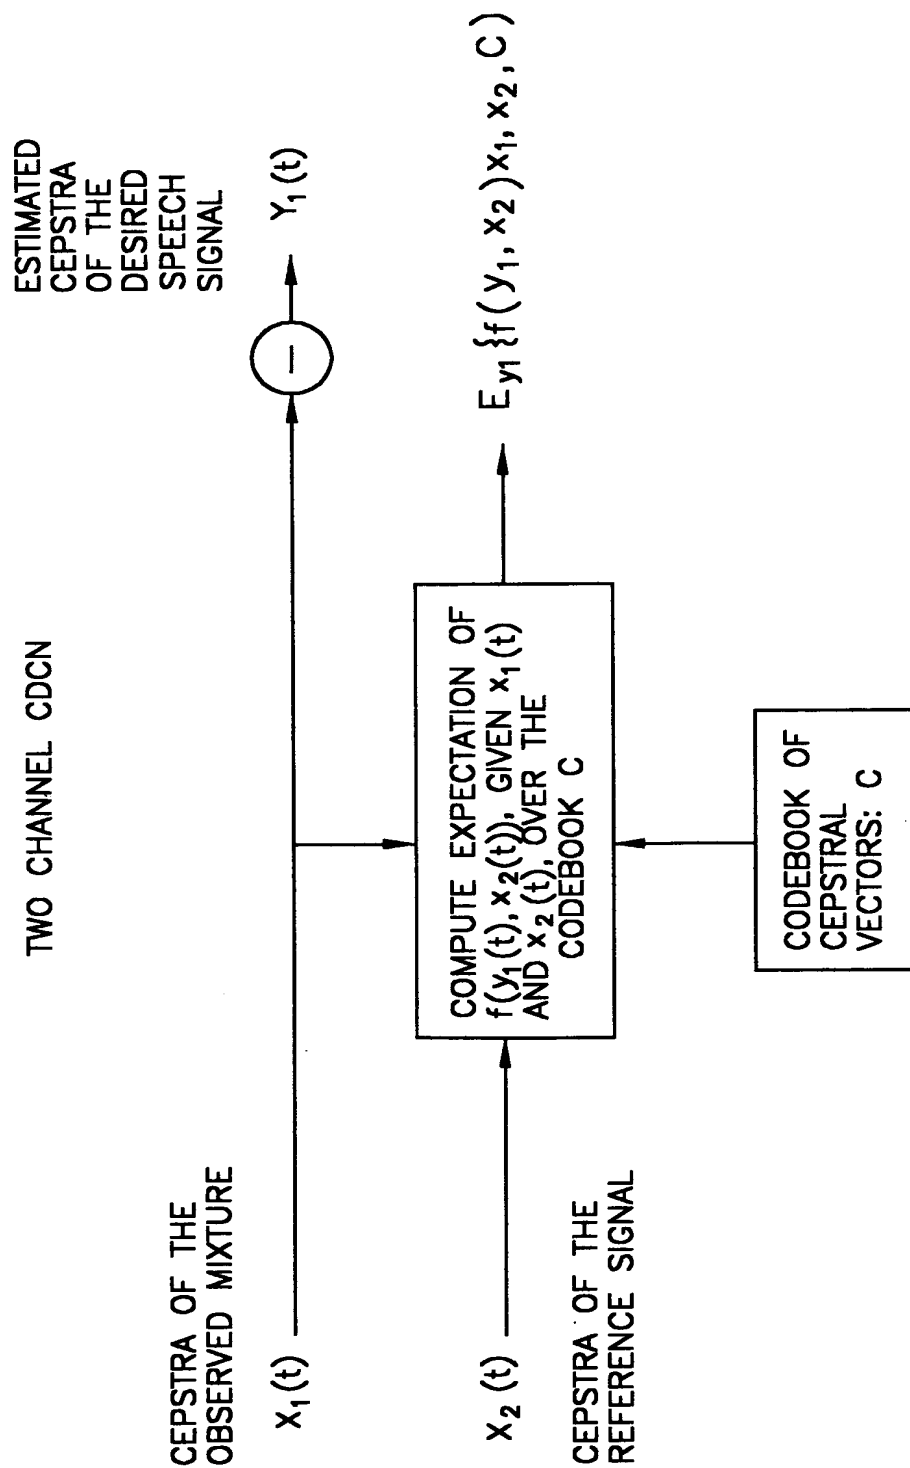 TWO CHANNEL CDCN
CEPSTRA OF THE
OBSERVED MIXTURE
X₁(t)
ESTIMATED
CEPSTRA
OF THE
DESIRED
SPEECH
SIGNAL
−
Y₁(t)
COMPUTE EXPECTATION OF
f(y₁(t), x₂(t)), GIVEN x₁(t)
AND x₂(t), OVER THE
CODEBOOK C
X₂(t)
CEPSTRA OF THE
REFERENCE SIGNAL
E_y1{f(y₁, x₂)x₁, x₂, C)
CODEBOOK OF
CEPSTRAL
VECTORS: C